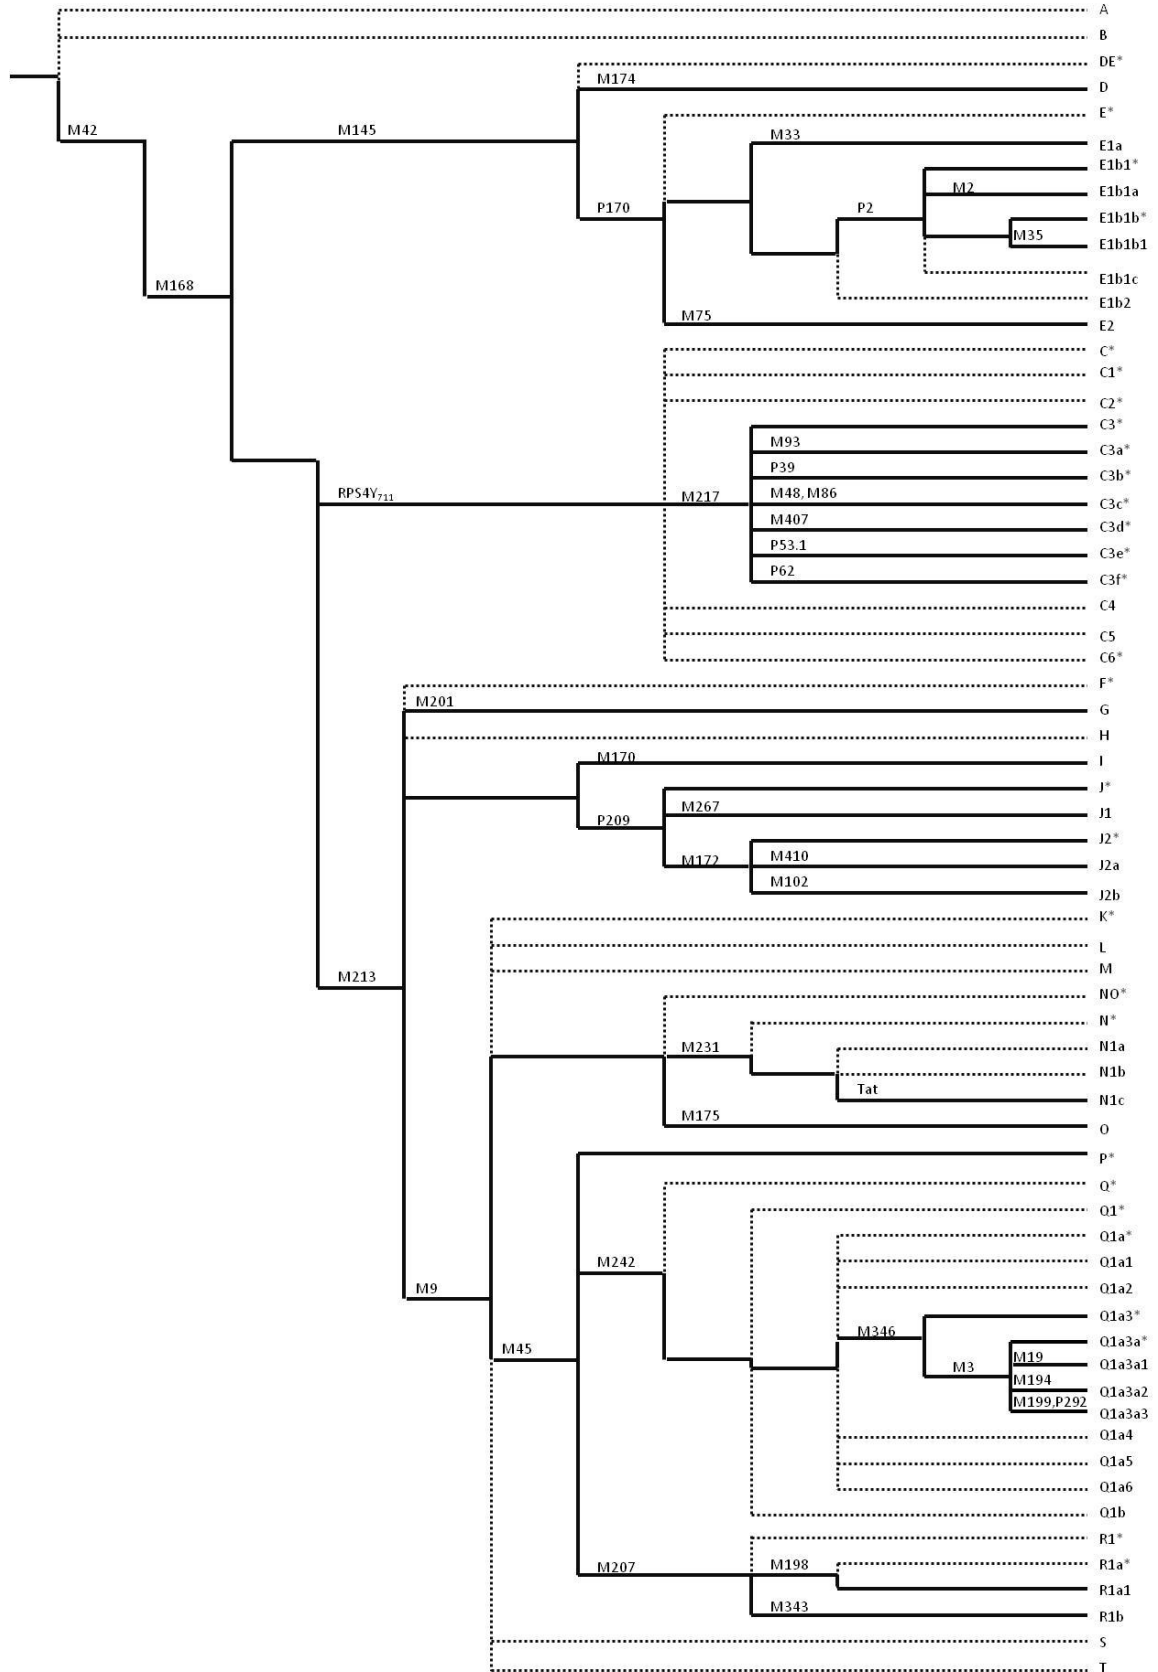 A
B
DE*
M174
D
E*
M42
M145
M33
E1a
E1b1*
M2
E1b1a
P170
P2
E1b1b*
M35
E1b1b1
E1b1c
M168
E1b2
M75
E2
C*
C1*
C2*
C3*
M93
C3a*
P39
C3b*
RPS4Y₇₁₁
M217
M48, M86
C3c*
M407
C3d*
P53.1
C3e*
P62
C3f*
C4
C5
C6*
F*
M201
G
H
M170
I
J*
M267
J1
P209
J2*
M172
M410
J2a
M102
J2b
K*
L
M
M213
NO*
N*
M231
N1a
N1b
Tat
N1c
M175
O
P*
Q*
Q1*
Q1a*
M242
Q1a1
M9
Q1a2
Q1a3*
M346
M45
Q1a3a*
M3
M19
Q1a3a1
M194
Q1a3a2
M199,P292
Q1a3a3
Q1a4
Q1a5
Q1a6
Q1b
R1*
M207
M198
R1a*
R1a1
M343
R1b
S
T